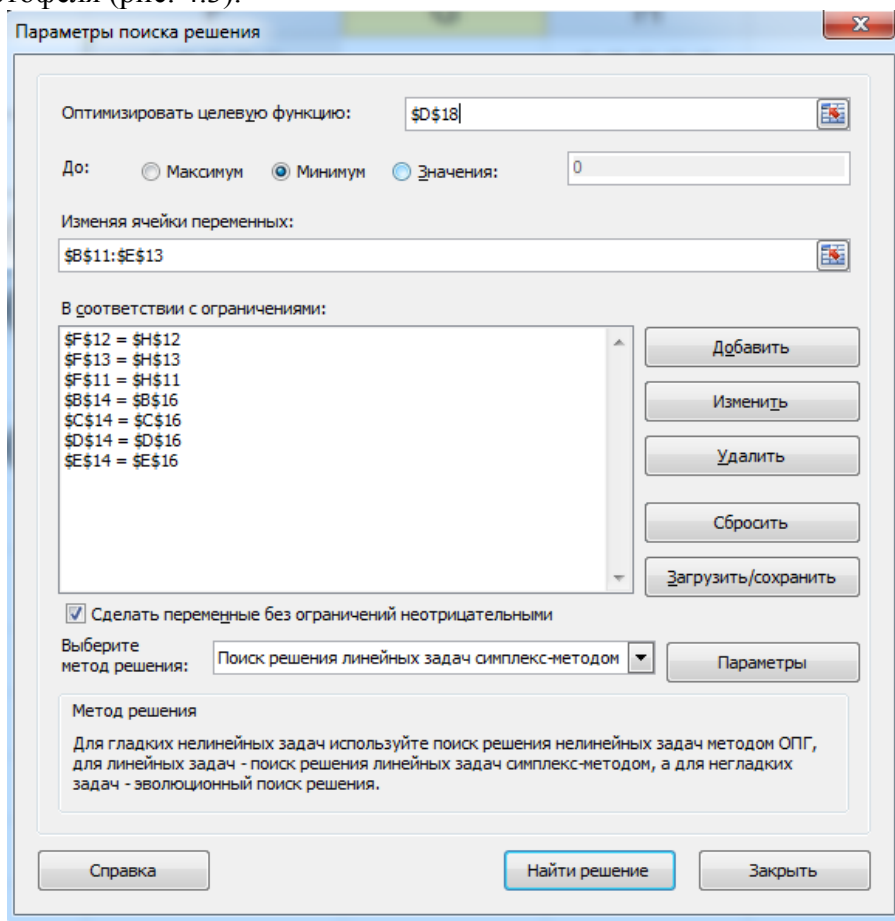 (рис. 4.3).
Параметры поиска решения
Оптимизировать целевую функцию: $D$18
До: Максимум Минимум Значения: 0
Изменяя ячейки переменных:
$B$11:$E$13
В соответствии с ограничениями:
$F$12 = $H$12
$F$13 = $H$13
$F$11 = $H$11
$B$14 = $B$16
$C$14 = $C$16
$D$14 = $D$16
$E$14 = $E$16
Добавить
Изменить
Удалить
Сбросить
Загрузить/сохранить
Сделать переменные без ограничений неотрицательными
Выберите
метод решения: Поиск решения линейных задач симплекс-методом Параметры
Метод решения
Для гладких нелинейных задач используйте поиск решения нелинейных задач методом ОПГ,
для линейных задач - поиск решения линейных задач симплекс-методом, а для негладких
задач - эволюционный поиск решения.
Справка Найти решение Закрыть